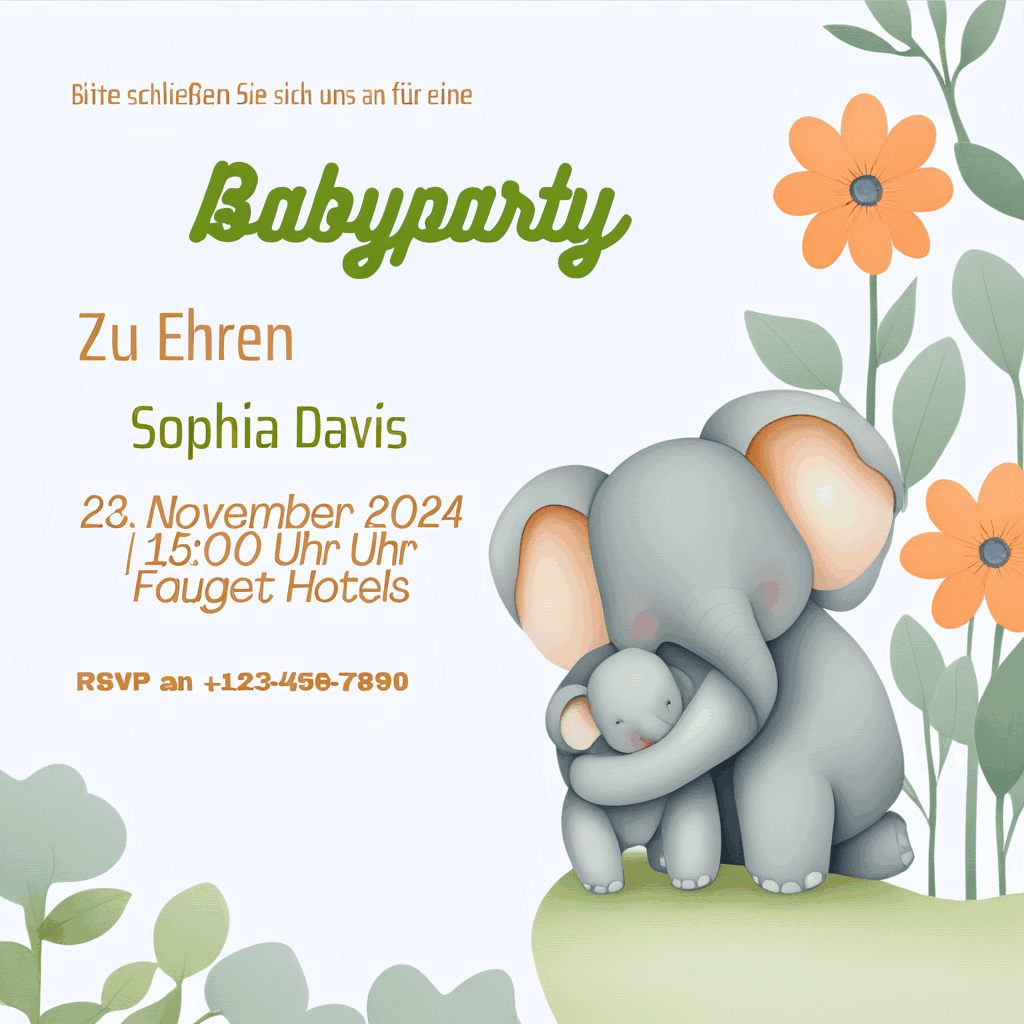 Bitte schließen Sie sich uns an für eine
Babyparty
Zu Ehren
Sophia Davis
23. November 2024
| 15:00 Uhr Uhr
Fauget Hotels
RSVP an +123-456-7890